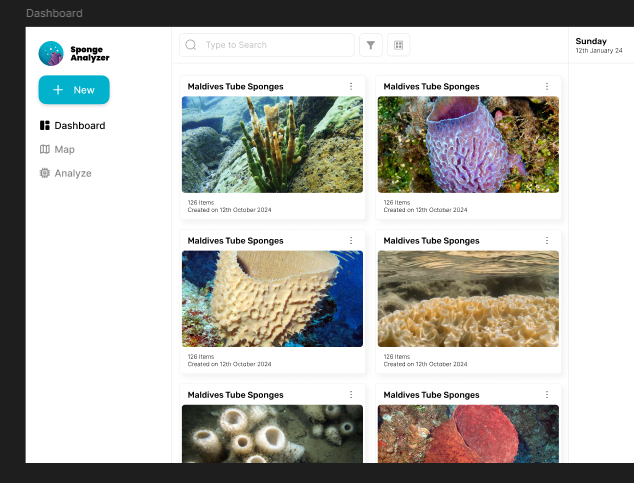 Dashboard
Sponge
Analyzer
New
Dashboard
Map
Analyze
Type to Search
Sunday
12th January 24
Maldives Tube Sponges
126 Items
Created on 12th October 2024
Maldives Tube Sponges
126 Items
Created on 12th October 2024
Maldives Tube Sponges
126 Items
Created on 12th October 2024
Maldives Tube Sponges
126 Items
Created on 12th October 2024
Maldives Tube Sponges
Maldives Tube Sponges